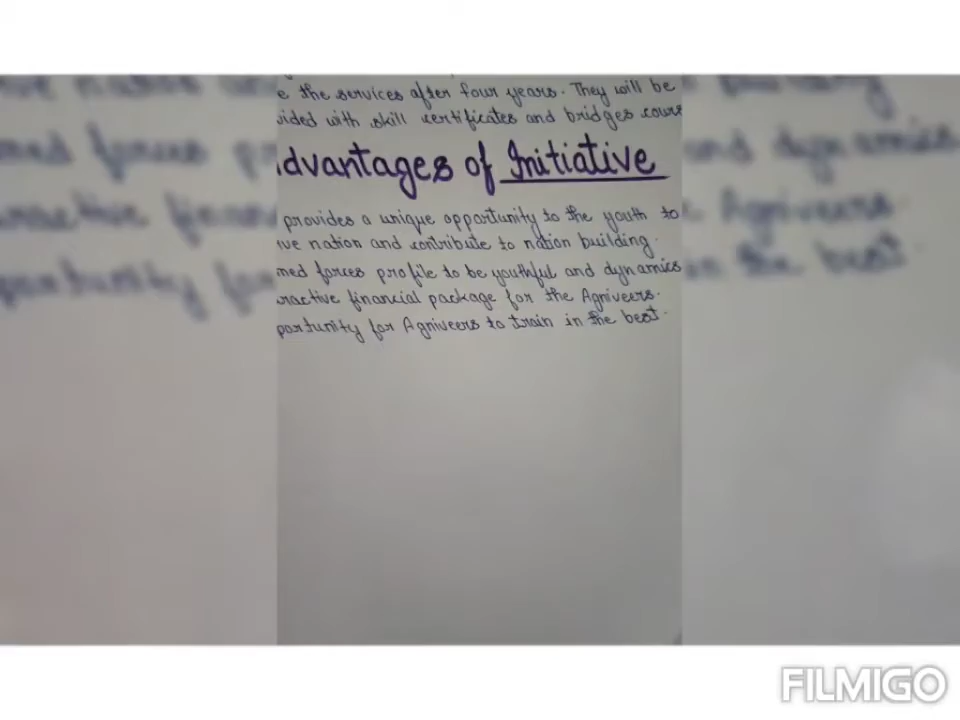 e the services after four years. They will be
vided with skill certificates and bridges cours
dvantages of Initiative
provides a unique opportunity to the youth to
ive nation and contribute to nation building.
med forces profile to be youthful and dynamics
ractive financial package for the Agniveers.
portunity for Agniveers to train in the best.
FILMIGO